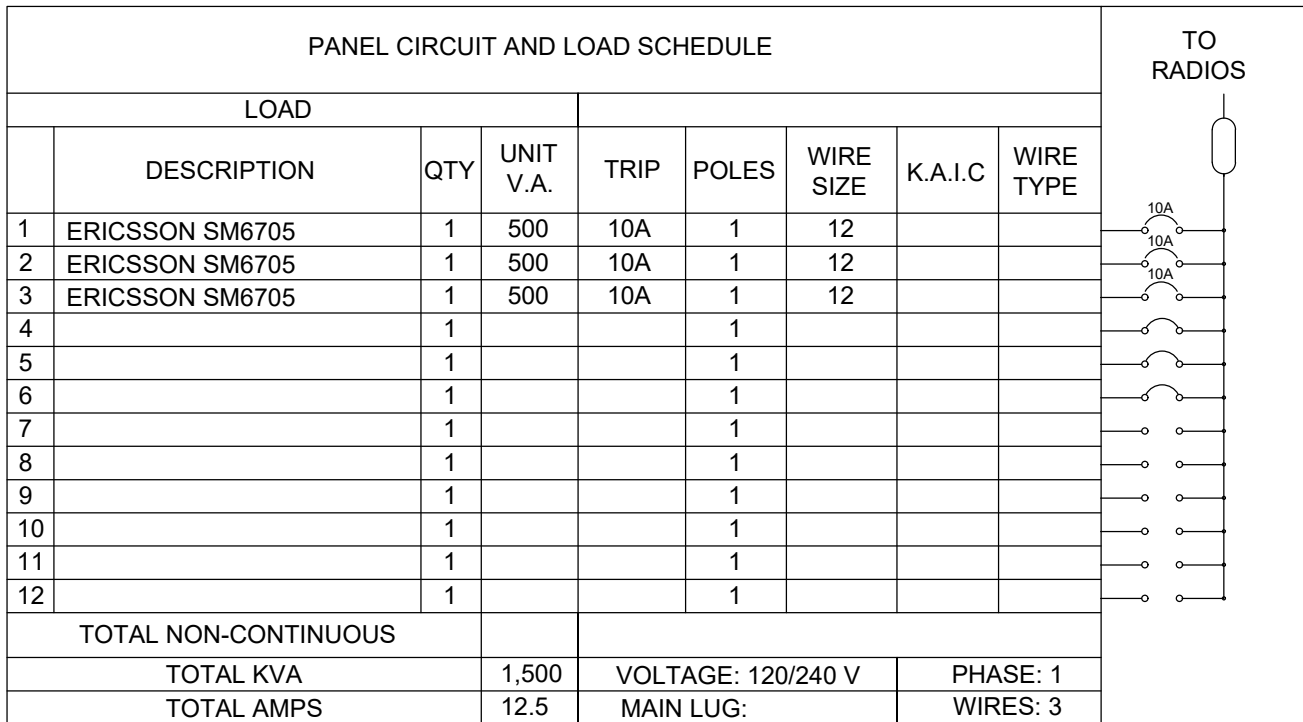 PANEL CIRCUIT AND LOAD SCHEDULE
TO
RADIOS
LOAD
DESCRIPTION QTY UNIT V.A. TRIP POLES WIRE SIZE K.A.I.C WIRE TYPE
1 ERICSSON SM6705 1 500 10A 1 12
10A
2 ERICSSON SM6705 1 500 10A 1 12
10A
3 ERICSSON SM6705 1 500 10A 1 12
10A
4 1 1
5 1 1
6 1 1
7 1 1
8 1 1
9 1 1
10 1 1
11 1 1
12 1 1
TOTAL NON-CONTINUOUS
TOTAL KVA 1,500 VOLTAGE: 120/240 V PHASE: 1
TOTAL AMPS 12.5 MAIN LUG: WIRES: 3